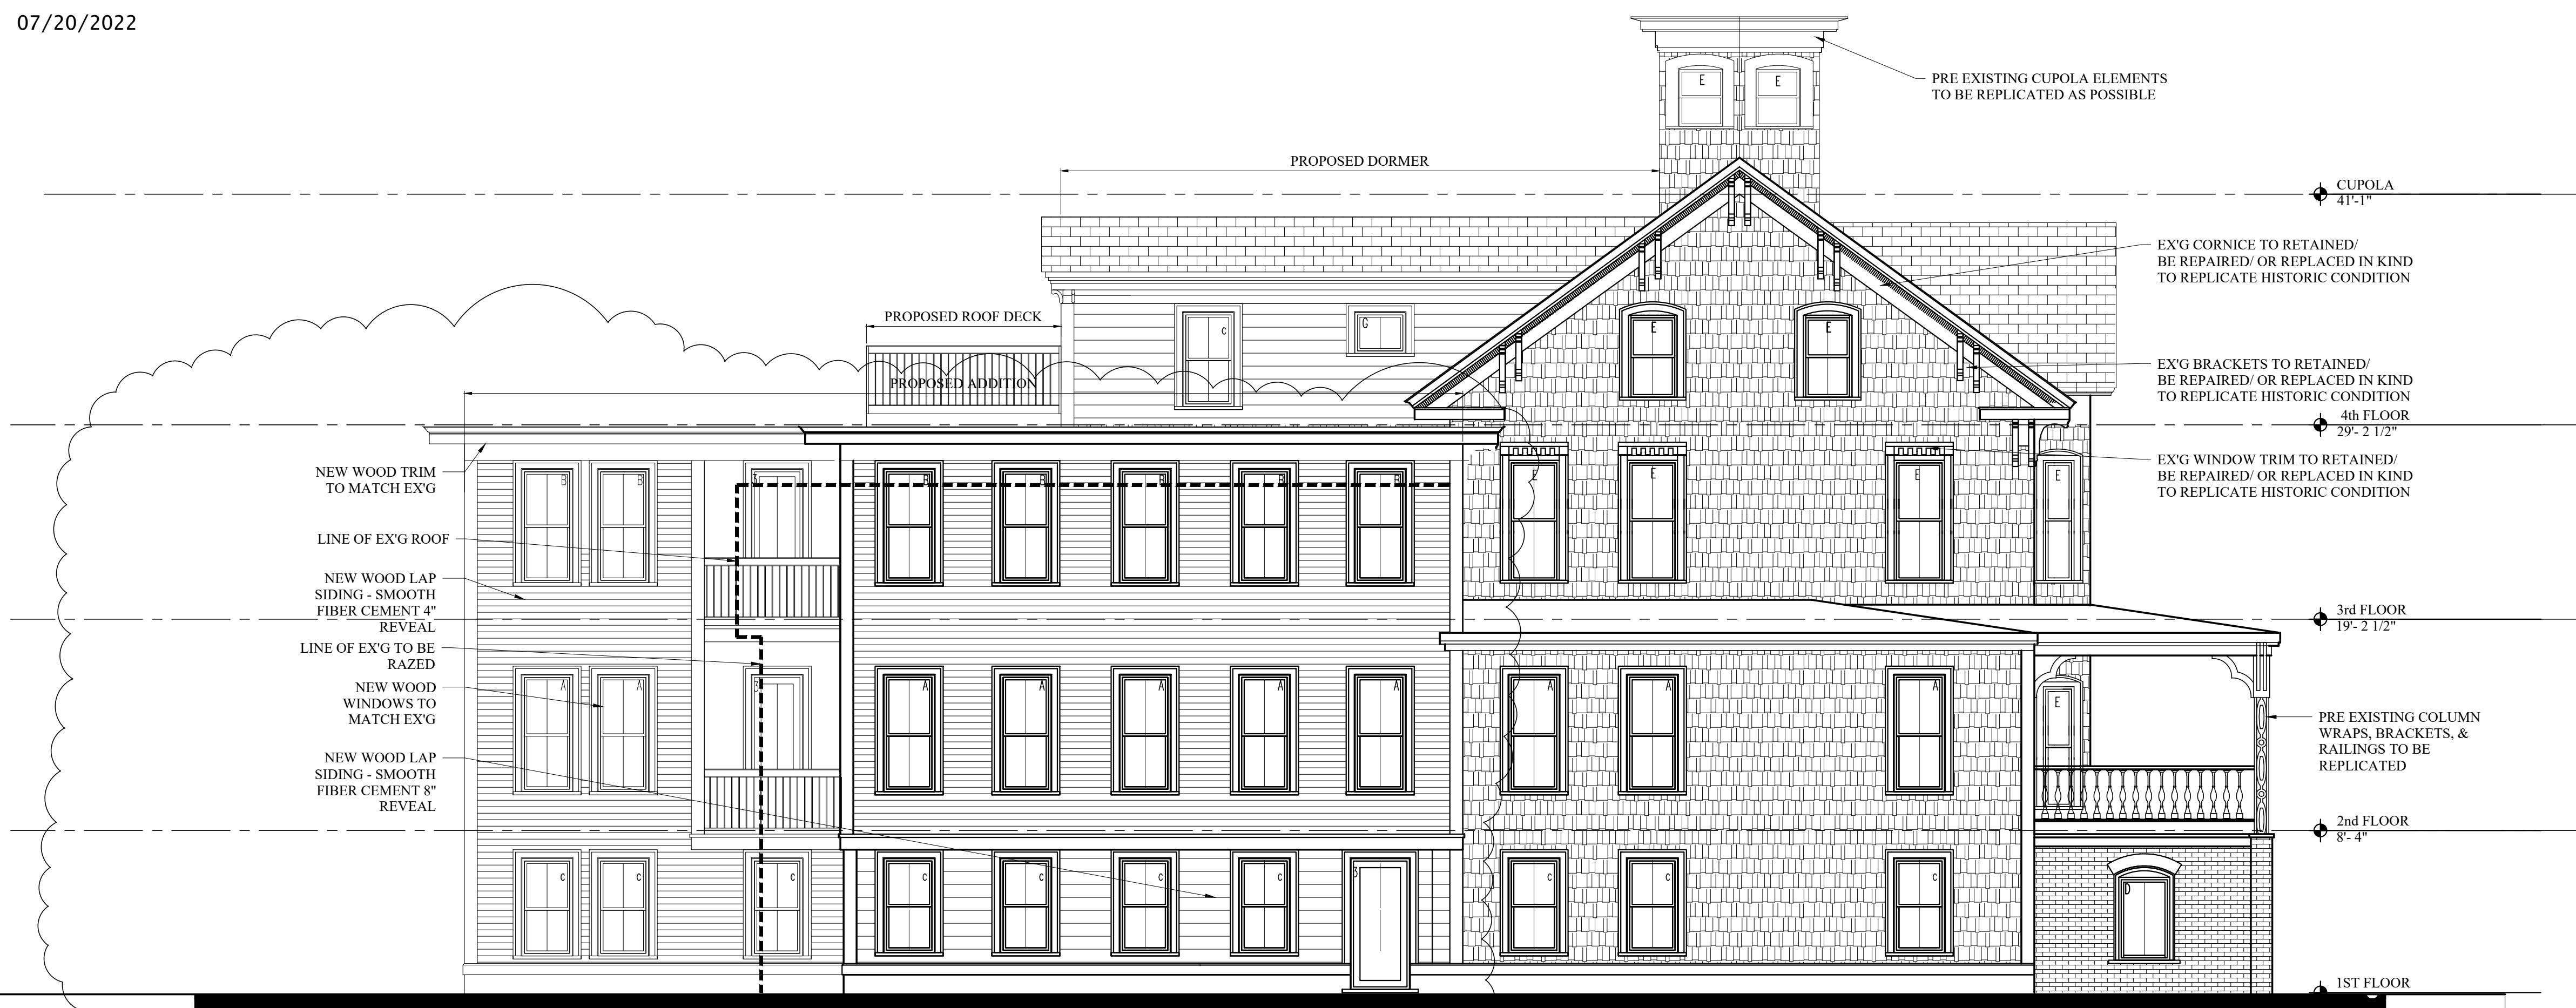 07/20/2022
PRE EXISTING CUPOLA ELEMENTS
TO BE REPLICATED AS POSSIBLE
E
E
PROPOSED DORMER
CUPOLA
41'-1"
EX'G CORNICE TO RETAINED/
BE REPAIRED/ OR REPLACED IN KIND
TO REPLICATE HISTORIC CONDITION
PROPOSED ROOF DECK
C
G
E
E
EX'G BRACKETS TO RETAINED/
BE REPAIRED/ OR REPLACED IN KIND
TO REPLICATE HISTORIC CONDITION
PROPOSED ADDITION
4th FLOOR
29'- 2 1/2"
EX'G WINDOW TRIM TO RETAINED/
BE REPAIRED/ OR REPLACED IN KIND
TO REPLICATE HISTORIC CONDITION
NEW WOOD TRIM
TO MATCH EX'G
B
B
3
B
B
B
B
B
E
E
E
E
LINE OF EX'G ROOF
NEW WOOD LAP
SIDING - SMOOTH
FIBER CEMENT 4"
REVEAL
3rd FLOOR
19'- 2 1/2"
LINE OF EX'G TO BE
RAZED
NEW WOOD
WINDOWS TO
MATCH EX'G
A
A
3
A
A
A
A
A
A
A
A
E
PRE EXISTING COLUMN
WRAPS, BRACKETS, &
RAILINGS TO BE
REPLICATED
NEW WOOD LAP
SIDING - SMOOTH
FIBER CEMENT 8"
REVEAL
2nd FLOOR
8'- 4"
C
C
C
C
C
C
C
3
C
C
C
D
1ST FLOOR